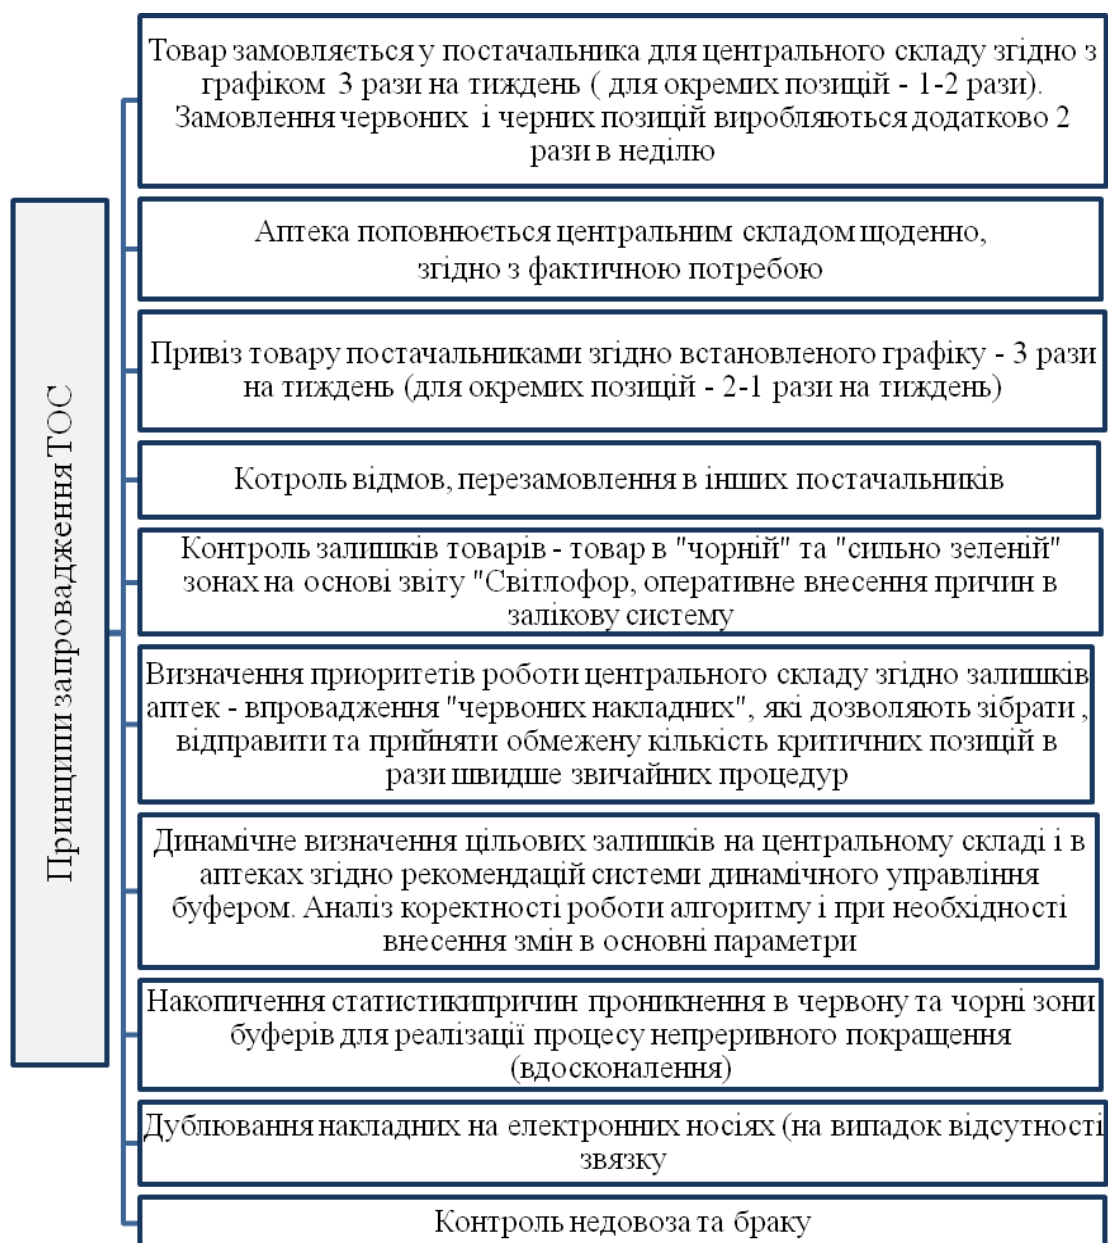 Принципи запровадження ТОС
Товар замовляється у постачальника для центрального складу згідно з
графіком 3 рази на тиждень ( для окремих позицій - 1-2 рази).
Замовлення червоних і черних позицій виробляються додатково 2
рази в неділю
Аптека поповнюється центральним складом щоденно,
згідно з фактичною потребою
Привіз товару постачальниками згідно встановленого графіку - 3 рази
на тиждень (для окремих позицій - 2-1 рази на тиждень)
Котроль відмов, перезамовлення в інших постачальників
Контроль залишків товарів - товар в "чорній" та "сильно зеленій"
зонах на основі звіту "Світлофор, оперативне внесення причин в
залікову систему
Визначення приоритетів роботи центрального складу згідно залишків
аптек - впровадження "червоних накладних", які дозволяють зібрати ,
відправити та прийняти обмежену кількість критичних позицій в
рази швидше звичайних процедур
Динамічне визначення цільових залишків на центральному складі і в
аптеках згідно рекомендацій системи динамічного управління
буфером. Аналіз коректності роботи алгоритму і при необхідності
внесення змін в основні параметри
Накопичення статистикипричин проникнення в червону та чорні зони
буферів для реалізації процесу непреривного покращення
(вдосконалення)
Дублювання накладних на електронних носіях (на випадок відсутності
звязку
Контроль недовоза та браку